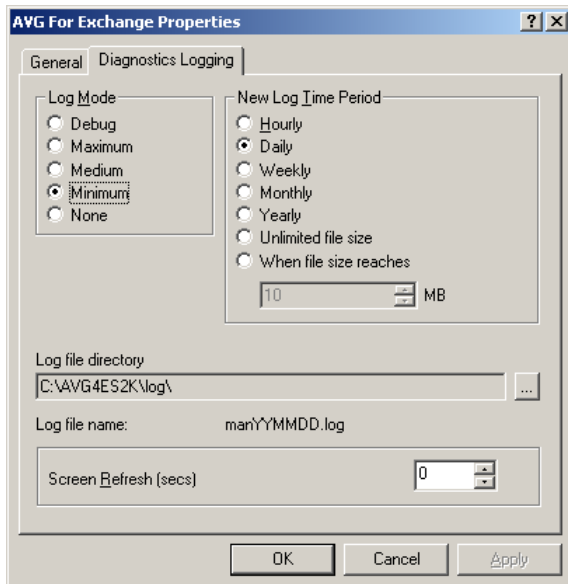 AVG For Exchange Properties
General
Diagnostics Logging
Log Mode
Debug
Maximum
Medium
Minimum
None
New Log Time Period
Hourly
Daily
Weekly
Monthly
Yearly
Unlimited file size
When file size reaches
10 MB
Log file directory
C:\AVG4ES2K\log\
...
Log file name: manYYMMDD.log
Screen Refresh (secs) 0
OK Cancel Apply